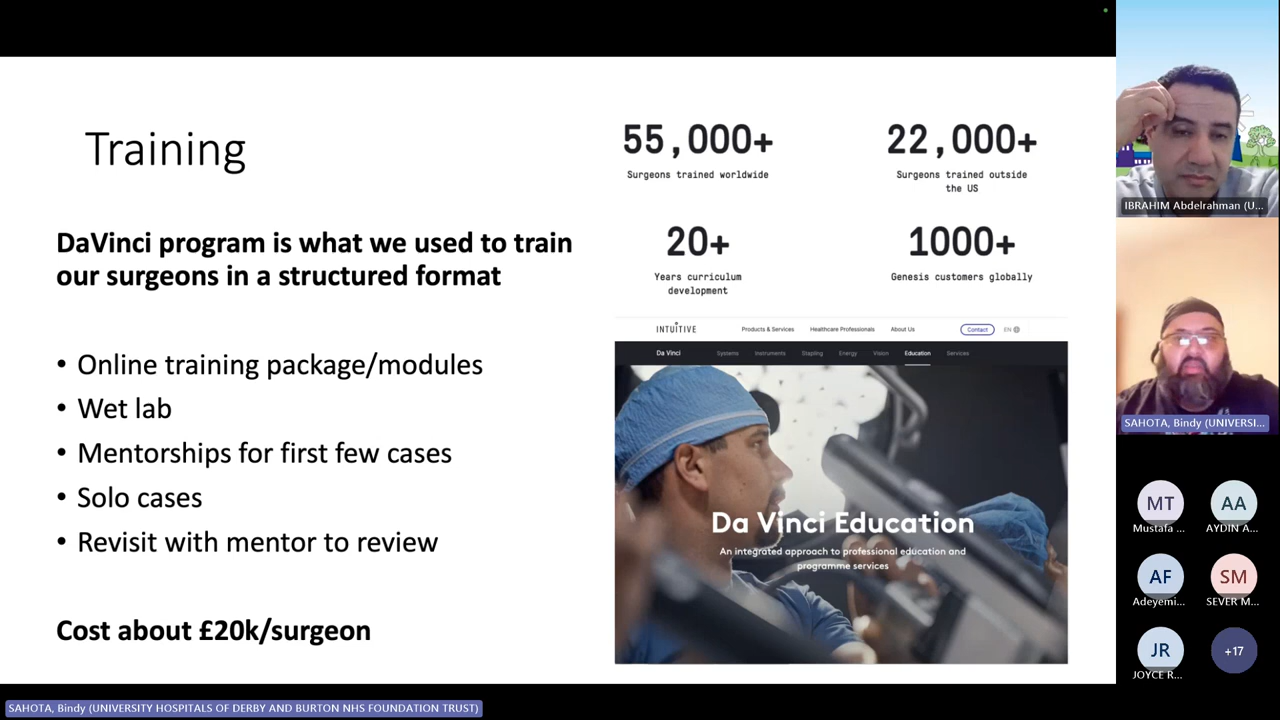 Training
DaVinci program is what we used to train
our surgeons in a structured format
• Online training package/modules
• Wet lab
• Mentorships for first few cases
• Solo cases
• Revisit with mentor to review
Cost about £20k/surgeon
55,000+
Surgeons trained worldwide
22,000+
Surgeons trained outside
the US
20+
Years curriculum
development
1000+
Genesis customers globally
INTUITIVE
Products & Services
Healthcare Professionals
About Us
Contact
EN
Da Vinci
Systems
Instruments
Stapling
Energy
Vision
Education
Services
Da Vinci Education
An integrated approach to professional education and
programme services
IBRAHIM Abdelrahman (U...
SAHOTA, Bindy (UNIVERSI...
MT
Mustafa ...
AA
AYDIN A...
AF
Adeyemi...
SM
SEVER M...
JR
JOYCE R...
+17
SAHOTA, Bindy (UNIVERSITY HOSPITALS OF DERBY AND BURTON NHS FOUNDATION TRUST)